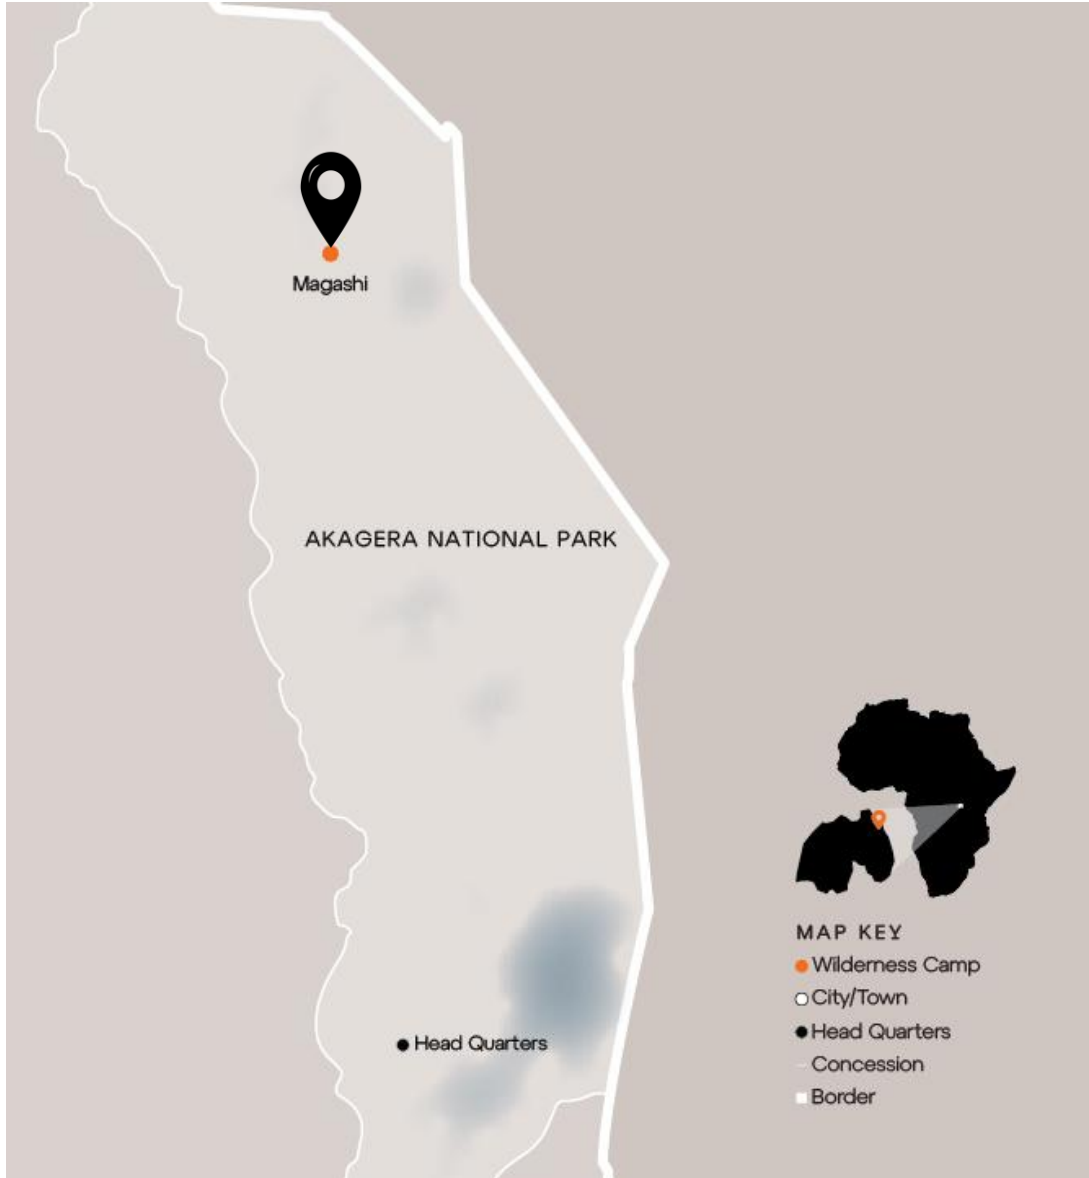 Magashi
AKAGERA NATIONAL PARK
Head Quarters
MAP KEY
Wilderness Camp
City/Town
Head Quarters
Concession
Border